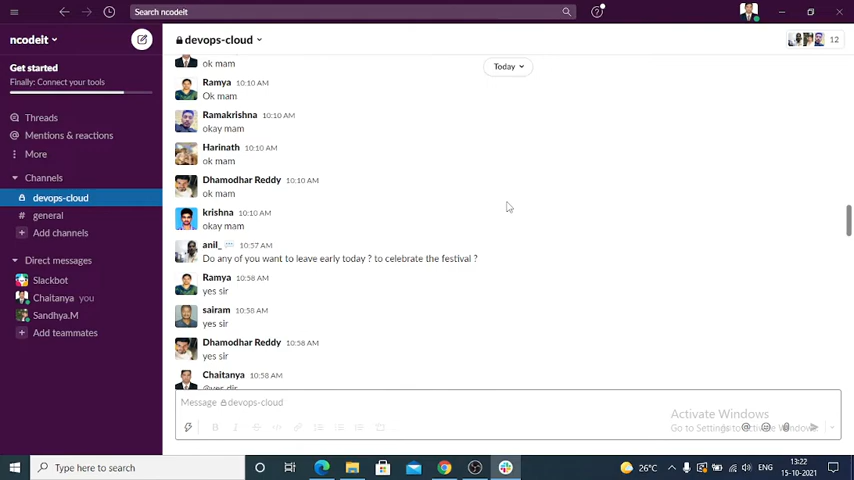 Search ncodeit
ncodeit
Get started
Finally: Connect your tools
Threads
Mentions & reactions
More
Channels
devops-cloud
general
Add channels
Direct messages
Slackbot
Chaitanya you
Sandhya.M
Add teammates
devops-cloud
12
Today
ok mam
Ramya 10:10 AM
Ok mam
Ramakrishna 10:10 AM
okay mam
Harinath 10:10 AM
ok mam
Dhamodhar Reddy 10:10 AM
ok mam
krishna 10:10 AM
okay mam
anil_ 10:57 AM
Do any of you want to leave early today ? to celebrate the festival ?
Ramya 10:58 AM
yes sir
sairam 10:58 AM
yes sir
Dhamodhar Reddy 10:58 AM
yes sir
Chaitanya 10:58 AM
@yes dir
Message devops-cloud
Activate Windows
Go to Settings to activate Windows.
Type here to search
26°C
ENG
13:22
15-10-2021